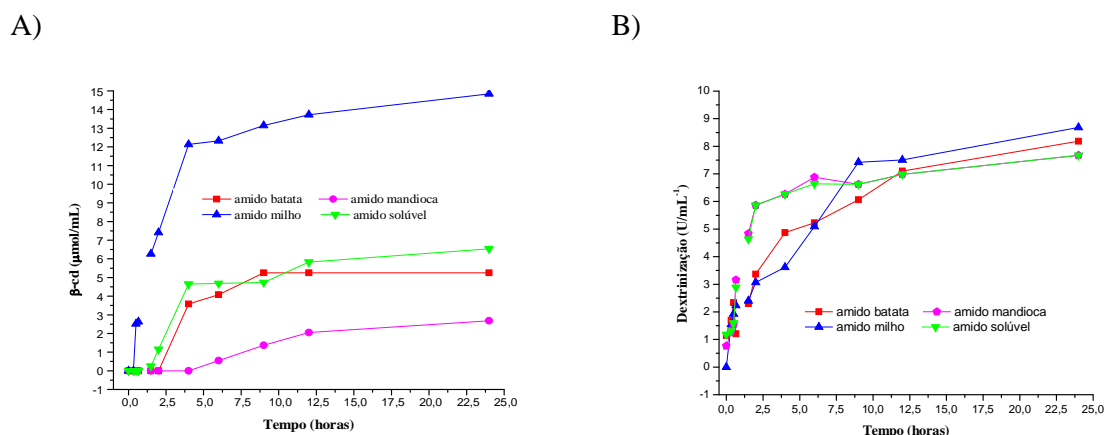 A)
B)
15
14
13
12
11
10
9
8
7
6
5
4
3
2
1
0
-1
β-cd (µmol/mL)
amido batata
amido mandioca
amido milho
amido solúvel
0,0 2,5 5,0 7,5 10,0 12,5 15,0 17,5 20,0 22,5 25,0
Tempo (horas)
10
9
8
7
6
5
4
3
2
1
0
-1
Dextrinização (U/mL⁻¹)
amido batata
amido mandioca
amido milho
amido solúvel
0,0 2,5 5,0 7,5 10,0 12,5 15,0 17,5 20,0 22,5 25,0
Tempo (horas)